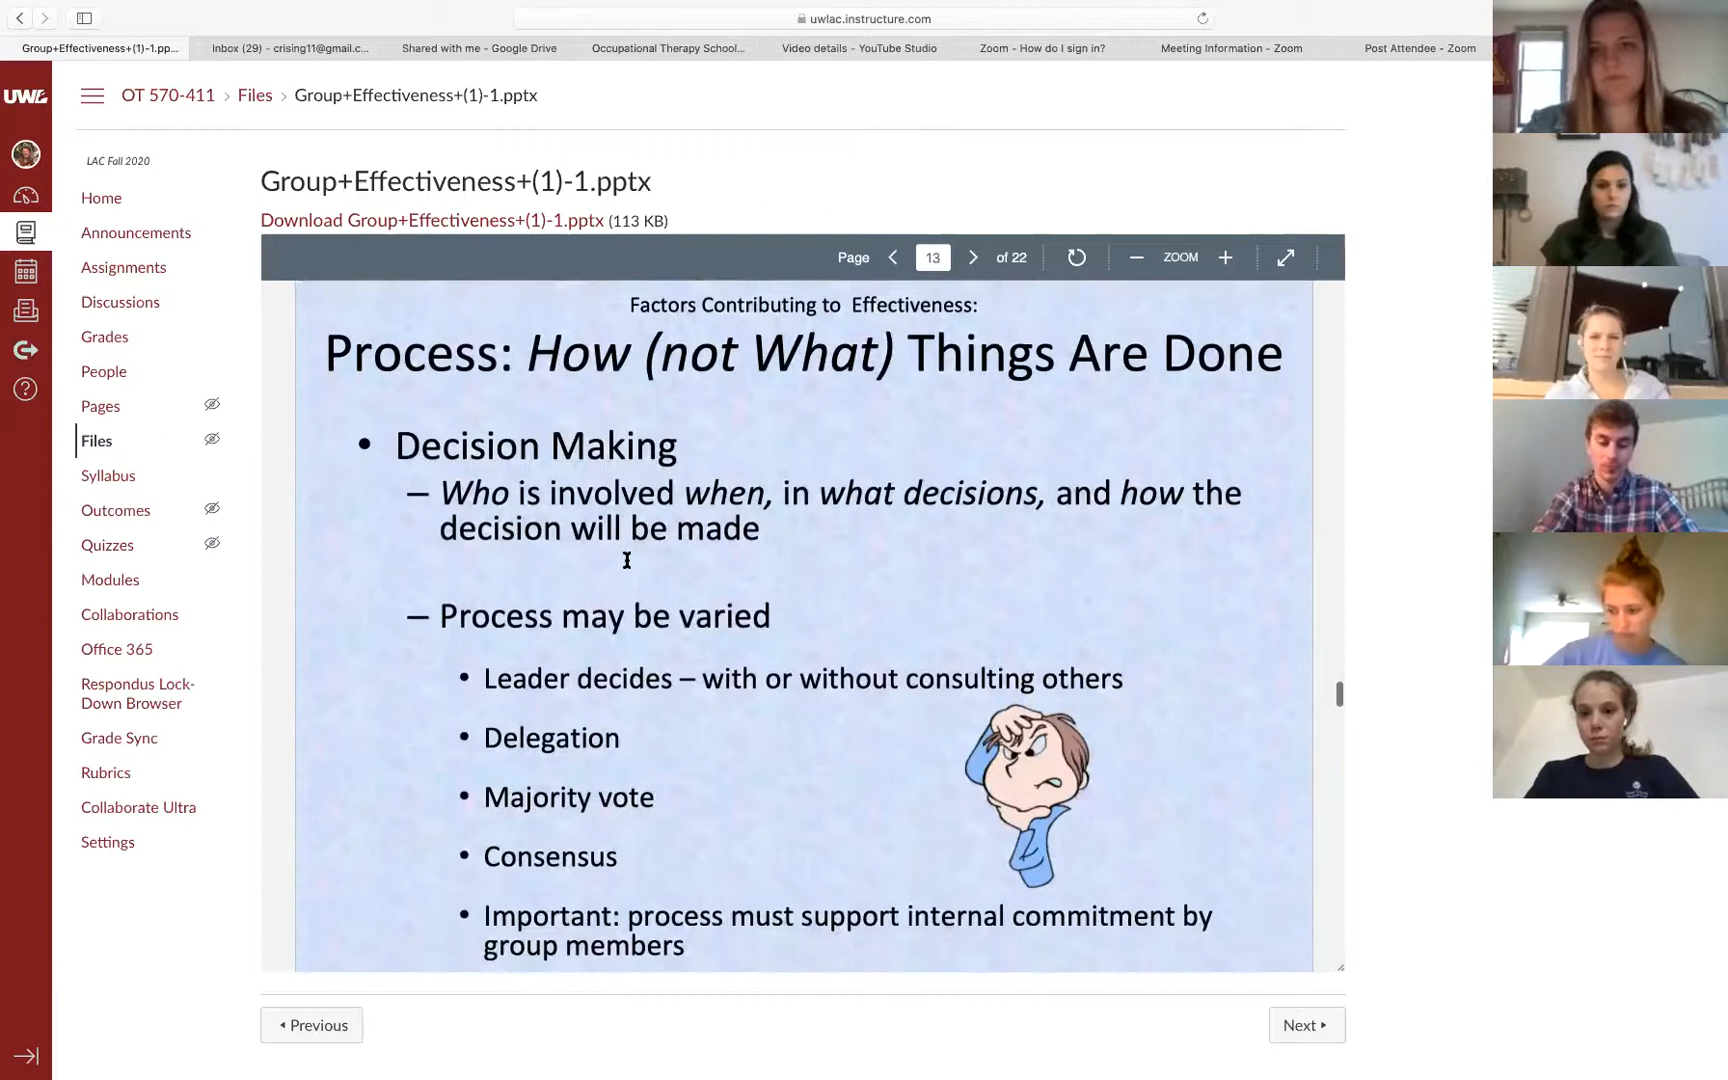 uwlac.instructure.com
Group+Effectiveness+(1)-1.pp...
Inbox (29) - crising11@gmail.c...
Shared with me - Google Drive
Occupational Therapy School...
Video details - YouTube Studio
Zoom - How do I sign in?
Meeting Information - Zoom
Post Attendee - Zoom
UWL
OT 570-411 › Files › Group+Effectiveness+(1)-1.pptx
LAC Fall 2020
Home
Announcements
Assignments
Discussions
Grades
People
Pages
Files
Syllabus
Outcomes
Quizzes
Modules
Collaborations
Office 365
Respondus Lock-
Down Browser
Grade Sync
Rubrics
Collaborate Ultra
Settings
Group+Effectiveness+(1)-1.pptx
Download Group+Effectiveness+(1)-1.pptx (113 KB)
Page 13 of 22 ZOOM
Factors Contributing to Effectiveness:
Process: How (not What) Things Are Done
• Decision Making
– Who is involved when, in what decisions, and how the
decision will be made
– Process may be varied
• Leader decides – with or without consulting others
• Delegation
• Majority vote
• Consensus
• Important: process must support internal commitment by
group members
Previous
Next